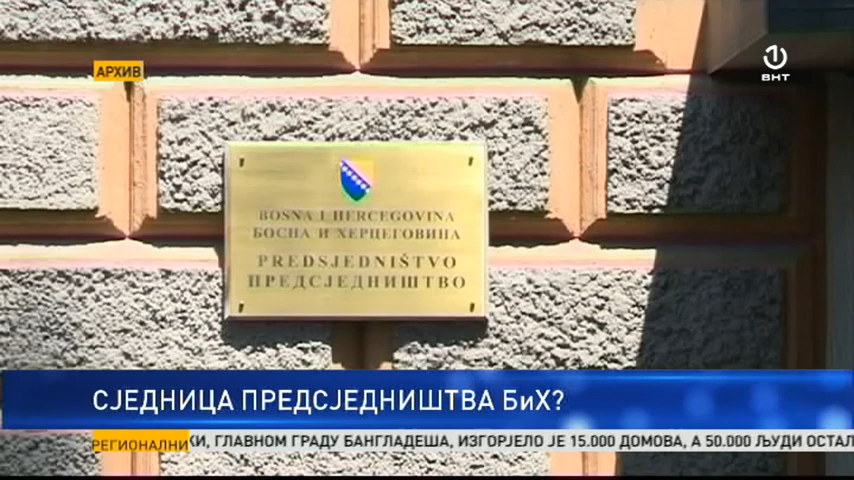 АРХИВ
ВНТ
BOSNA I HERCEGOVINA
БОСНА И ХЕРЦЕГОВИНА
PREDSJEDNIŠTVO
ПРЕДСЈЕДНИШТВО
СЈЕДНИЦА ПРЕДСЈЕДНИШТВА БиХ?
РЕГИОНАЛНИ КИ, ГЛАВНОМ ГРАДУ БАНГЛАДЕША, ИЗГОРЈЕЛО ЈЕ 15.000 ДОМОВА, А 50.000 ЉУДИ ОСТАЛ